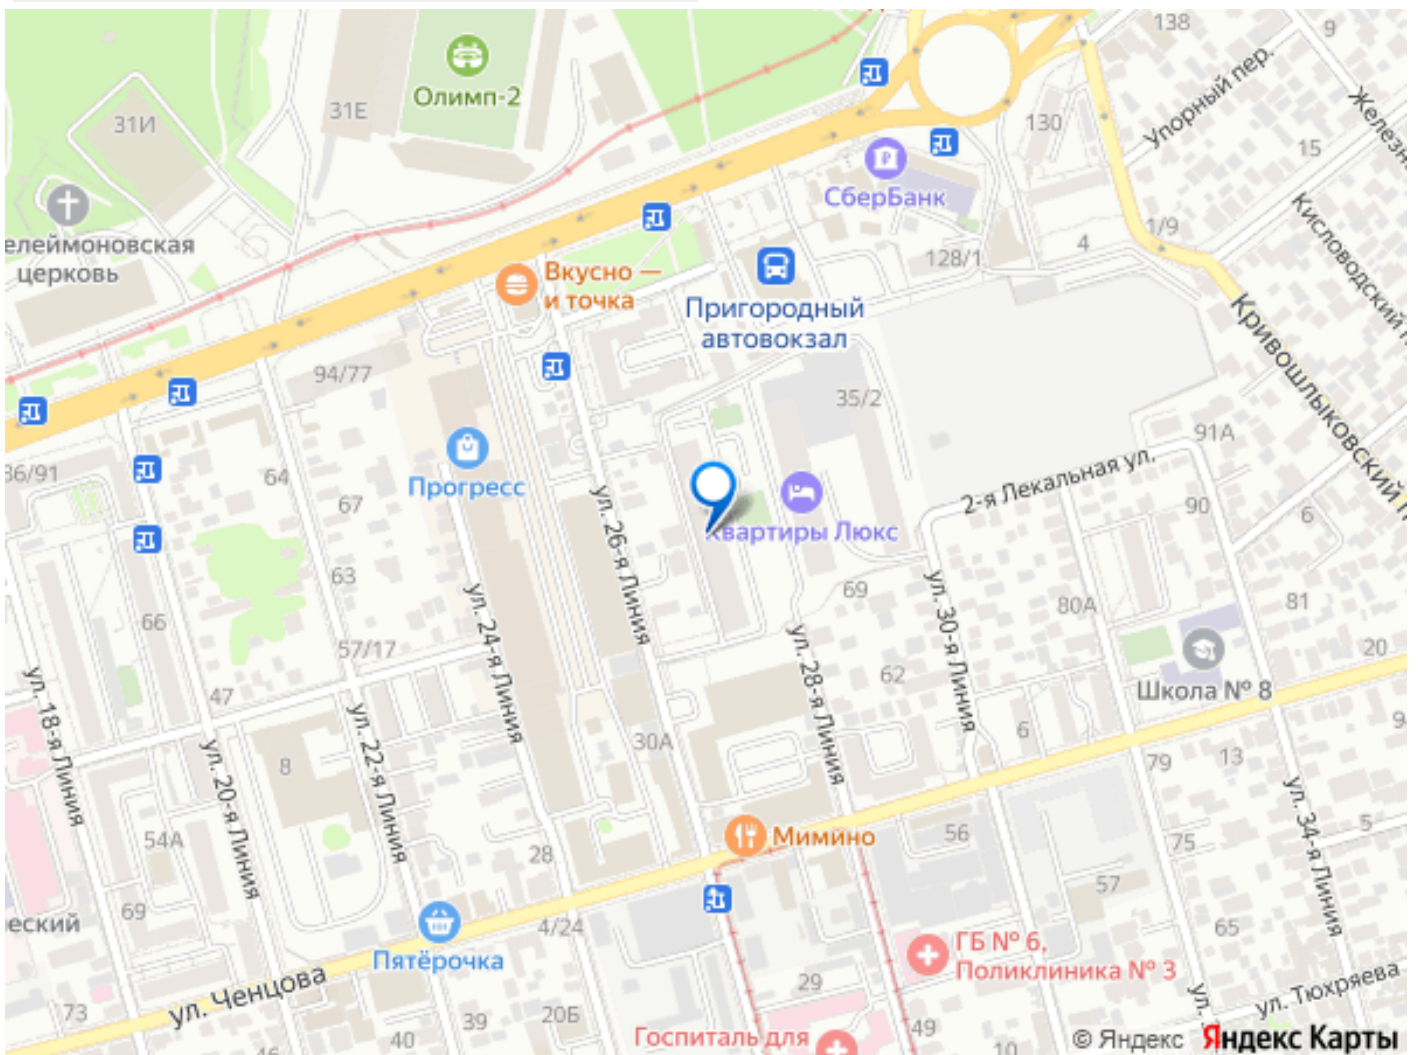 138
9
Упорный пер.
Железн
Олимп-2
31Е
31И
130
15
СберБанк
Кисловодский п
1/9
4
128/1
елеймоновская
церковь
Вкусно —
и точка
Пригородный
автовокзал
Кривошлыковский п
94/77
35/2
91А
86/91
64
Прогресс
67
2-я Лекальная ул.
90
6
Квартиры Люкс
ул. 26-я Линия
63
69
80А
81
66
ул. 24-я Линия
ул. 30-я Линия
57/17
ул. 28-я Линия
20
62
Школа № 8
47
ул. 18-я Линия
ул. 22-я Линия
6
30А
9-
8
ул. 20-я Линия
79
13
ул. 34-я Линия
54А
Мимино
56
75
5
28
57
69
еский
4/24
65
Пятёрочка
ГБ № 6,
Поликлиника № 3
ул. Ченцова
29
ул.
ул. Тюхряева
73
39
20Б
40
46
Госпиталь для
49
10
© Яндекс Яндекс Карты